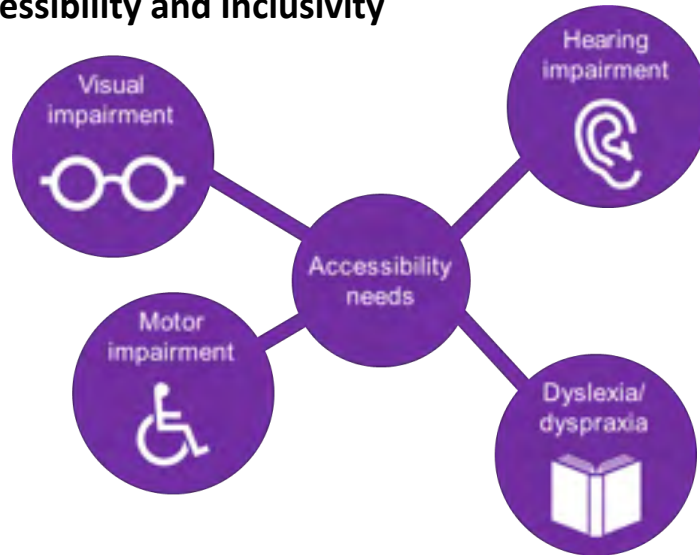 essibility and Inclusivity
Visual
impairment
Hearing
impairment
Accessibility
needs
Motor
impairment
Dyslexia/
dyspraxia